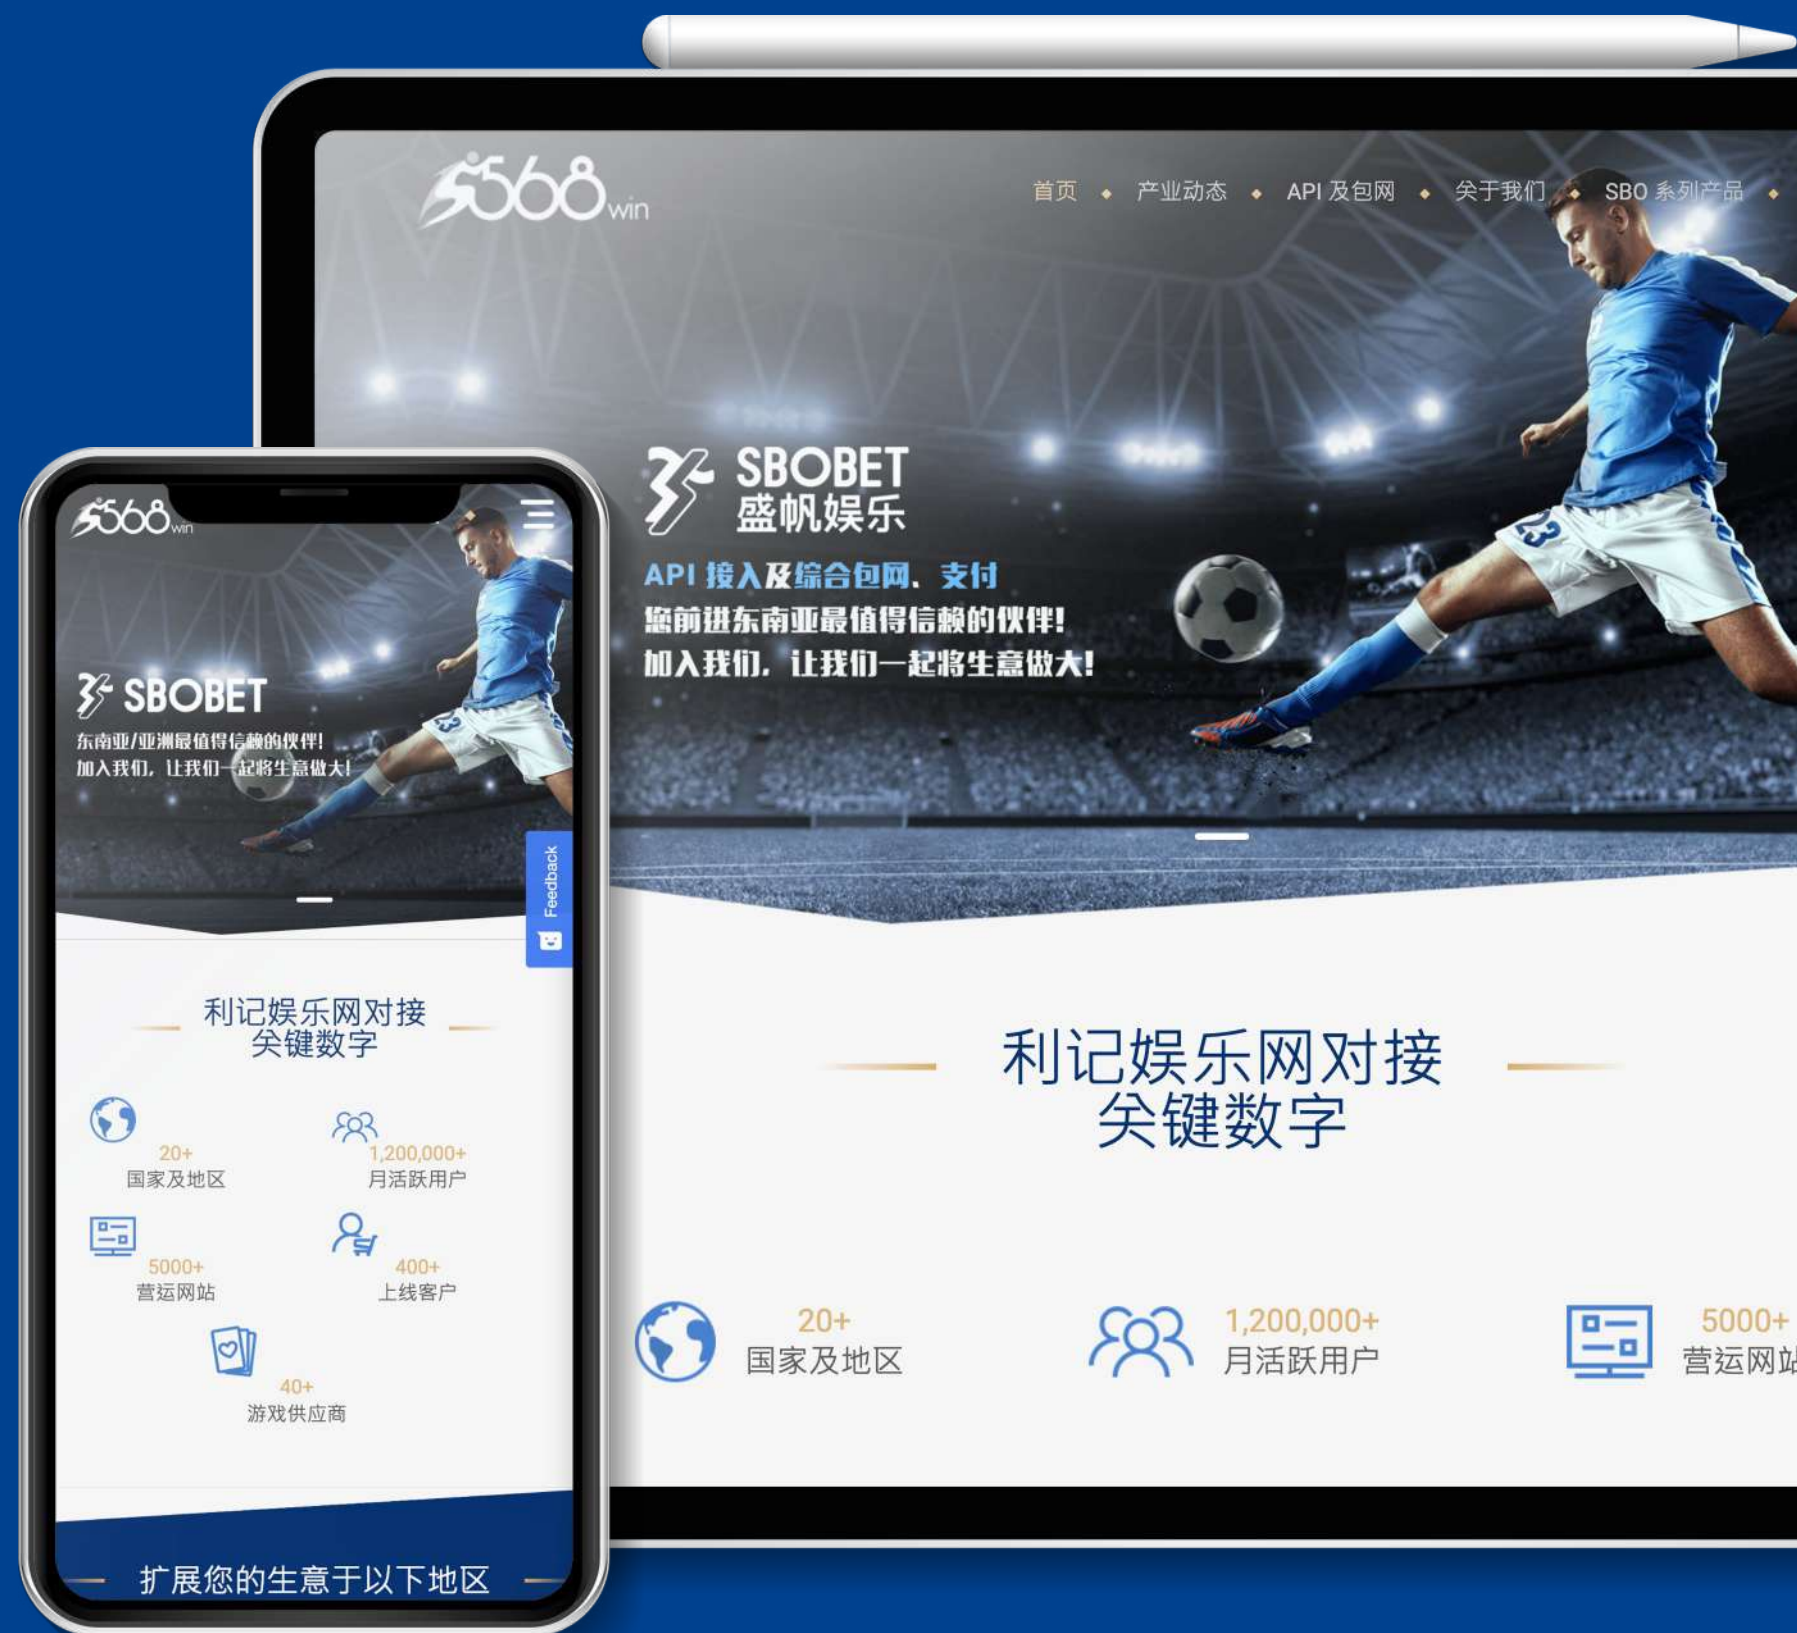 568win
首页 ◆ 产业动态 ◆ API 及包网 ◆ 关于我们 ◆ SBO 系列产品 ◆
SBOBET
盛帆娱乐
API 接入及综合包网、支付
您前进东南亚最值得信赖的伙伴!
加入我们，让我们一起将生意做大!
利记娱乐网对接
关键数字
20+
国家及地区
1,200,000+
月活跃用户
5000+
营运网站
568win
SBOBET
东南亚/亚洲最值得信赖的伙伴!
加入我们，让我们一起将生意做大!
Feedback
利记娱乐网对接
关键数字
20+
国家及地区
1,200,000+
月活跃用户
5000+
营运网站
400+
上线客户
40+
游戏供应商
扩展您的生意于以下地区
23
23